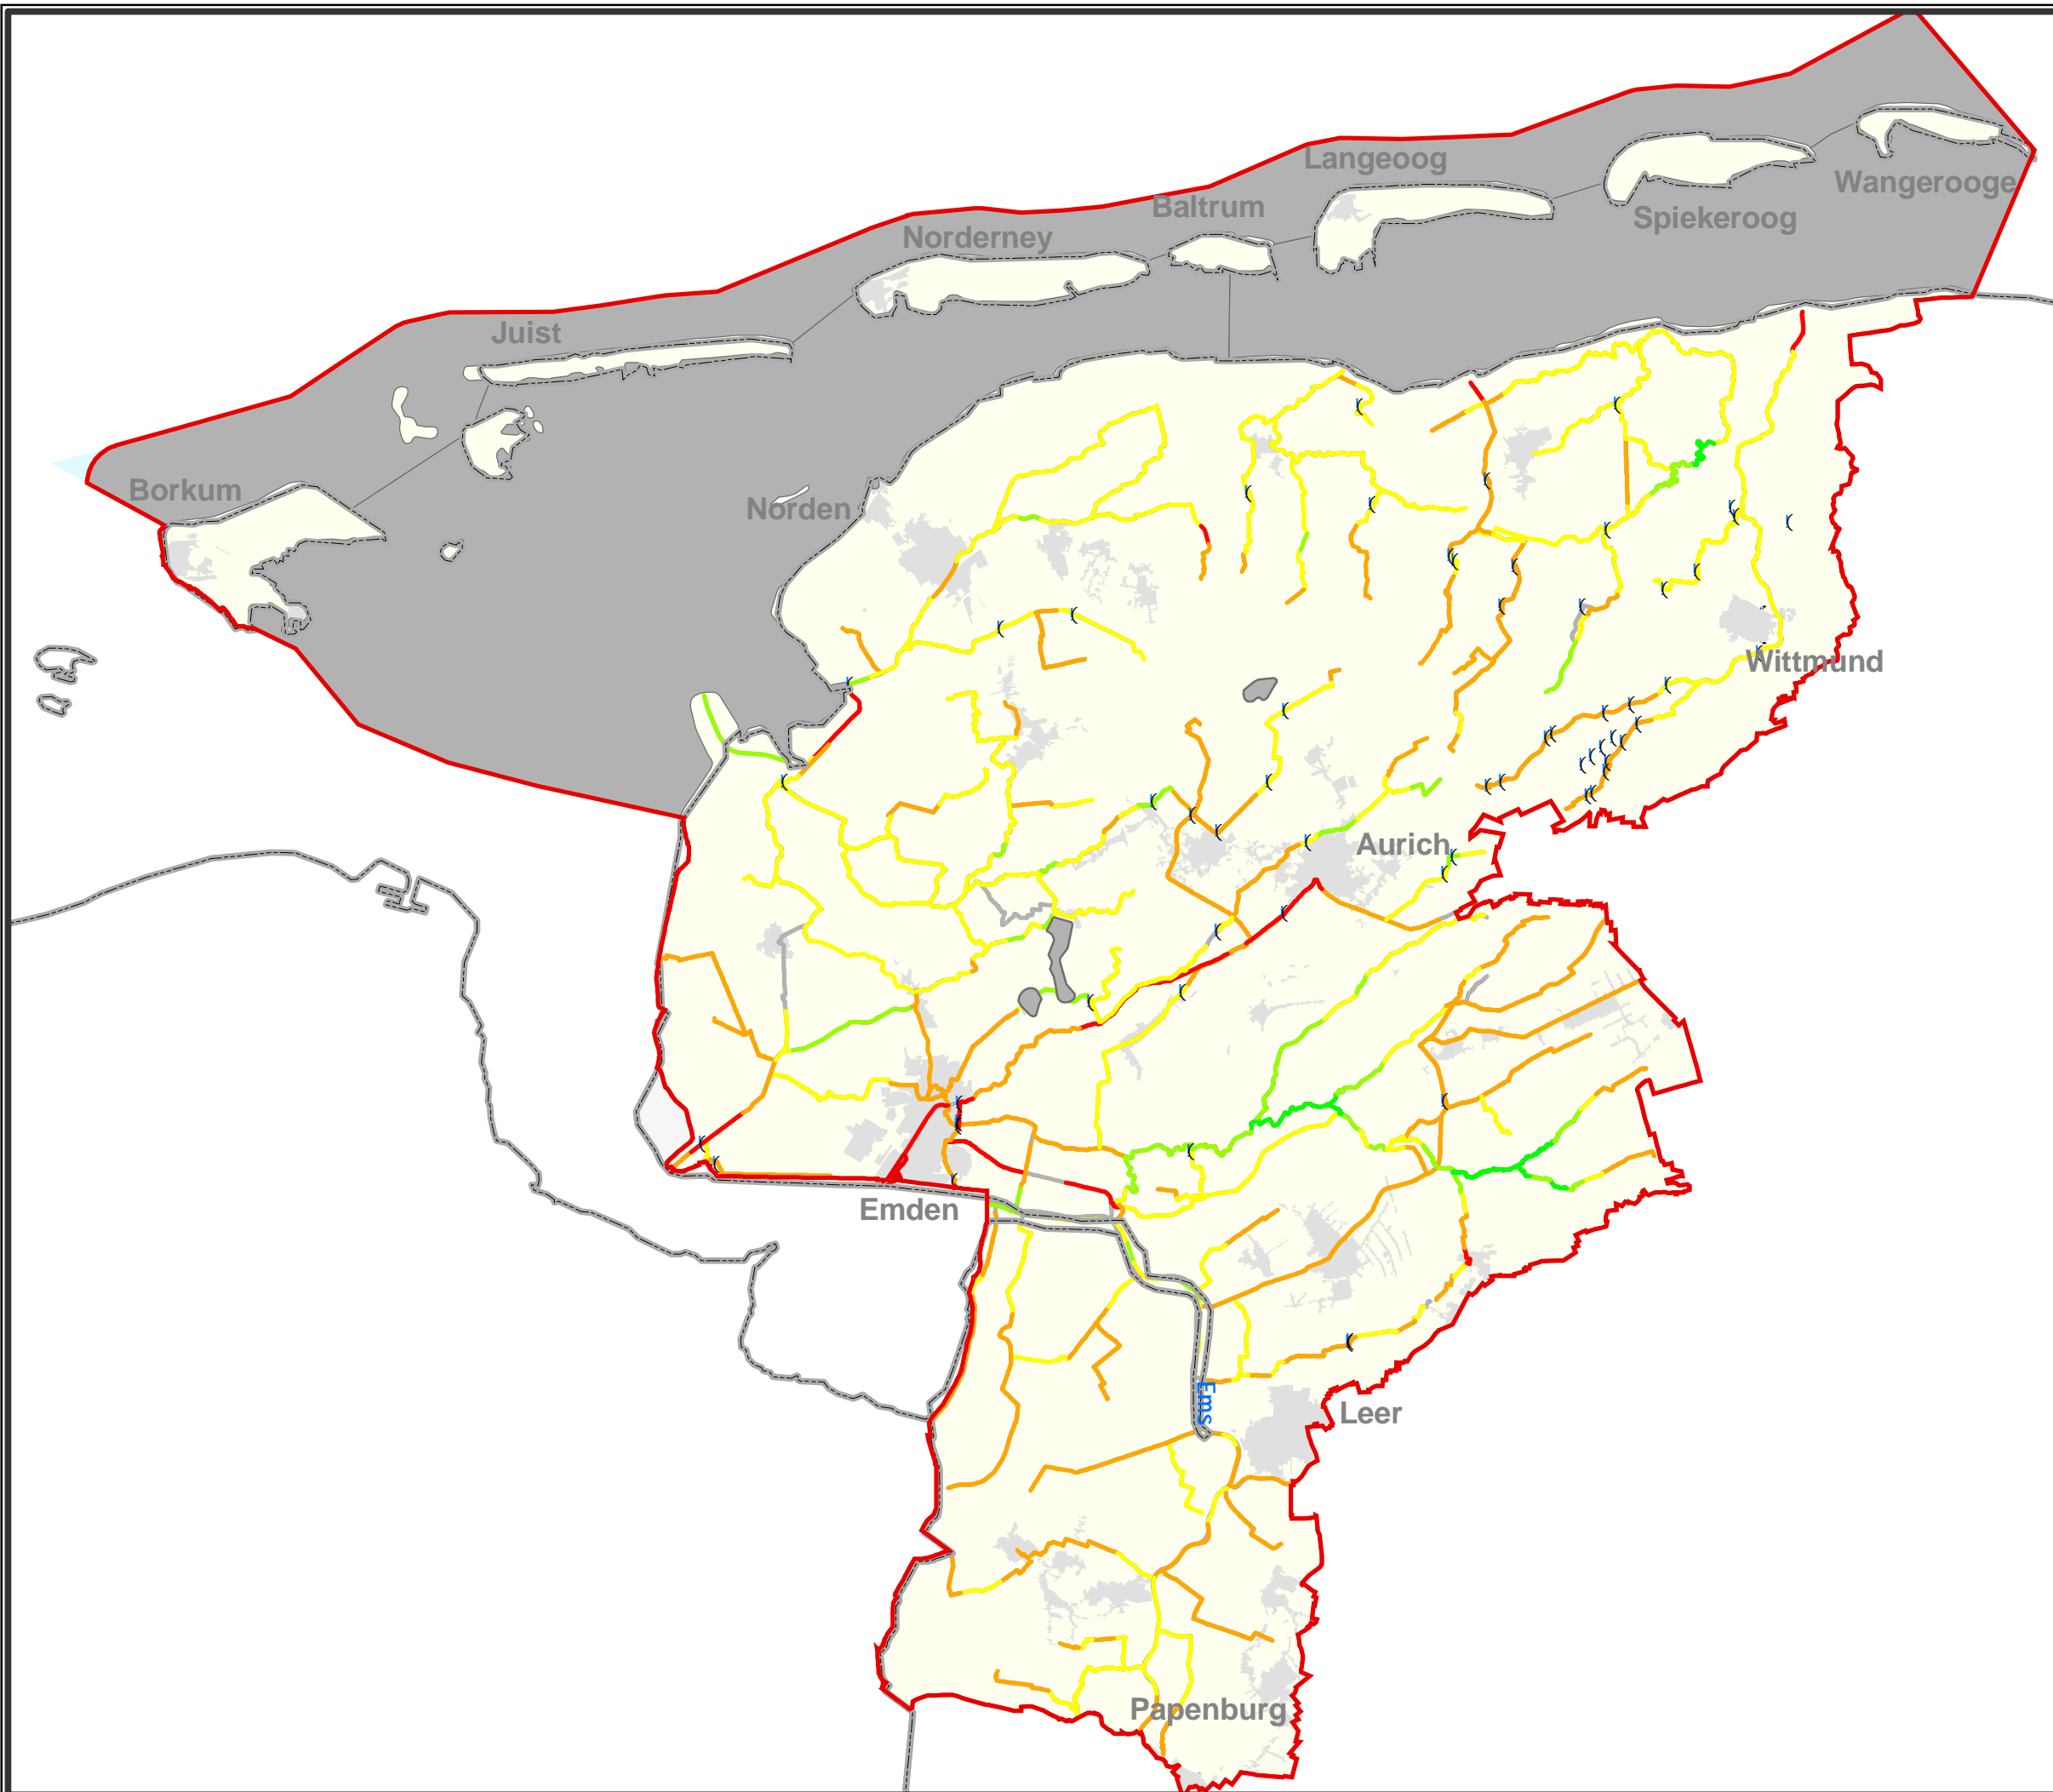 Langeoog
Wangerooge
Baltrum
Spiekeroog
Norderney
Juist
Borkum
Norden
Wittmund
Aurich
Emden
Ems
Leer
Papenburg